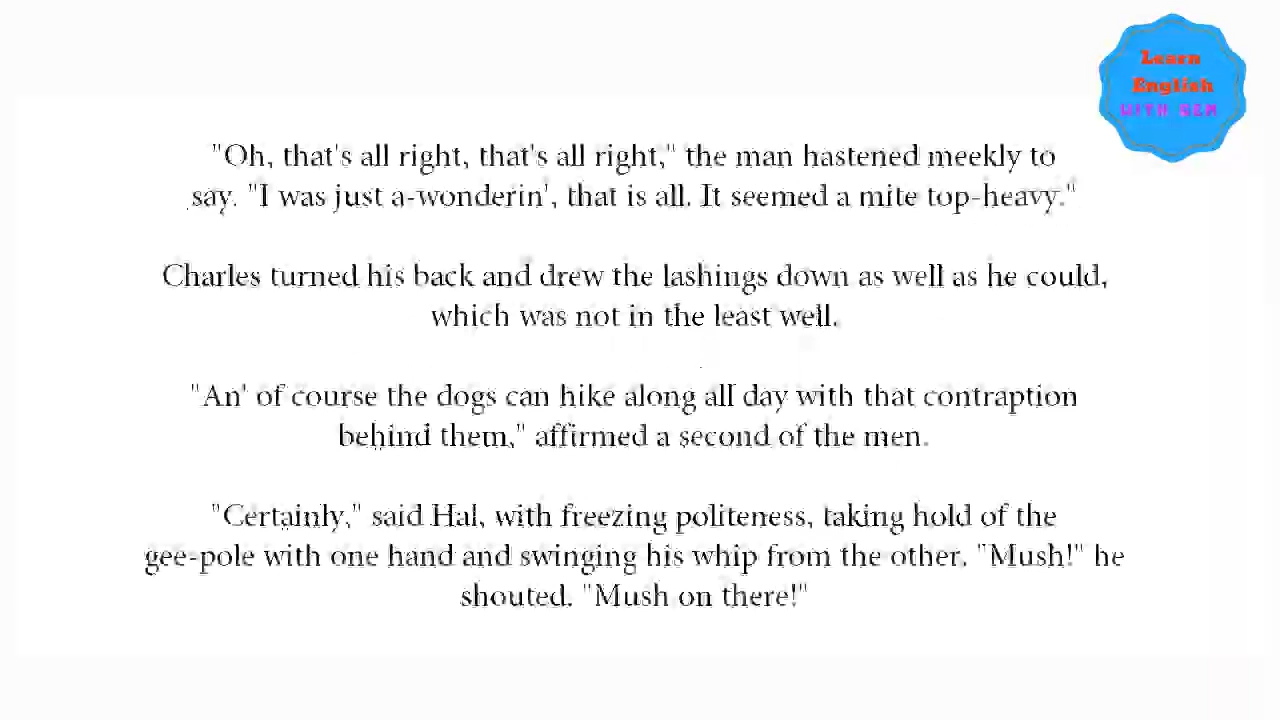 Learn
English
WITH GEM
"Oh, that's all right, that's all right," the man hastened meekly to
say. "I was just a-wonderin', that is all. It seemed a mite top-heavy."
Charles turned his back and drew the lashings down as well as he could,
which was not in the least well.
"An' of course the dogs can hike along all day with that contraption
behind them," affirmed a second of the men.
"Certainly," said Hal, with freezing politeness, taking hold of the
gee-pole with one hand and swinging his whip from the other. "Mush!" he
shouted. "Mush on there!"